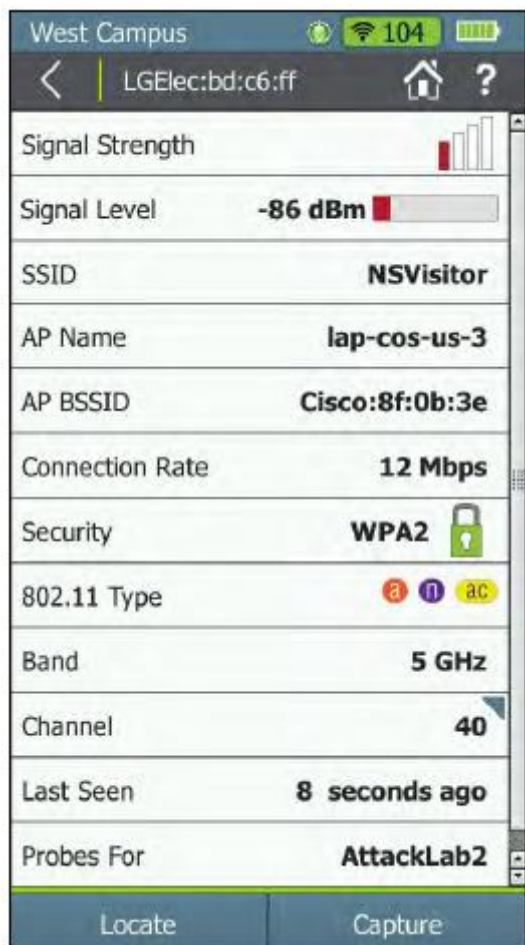 West Campus 104
LGElec:bd:c6:ff ?
Signal Strength
Signal Level -86 dBm
SSID NSVisitor
AP Name lap-cos-us-3
AP BSSID Cisco:8f:0b:3e
Connection Rate 12 Mbps
Security WPA2
802.11 Type a n ac
Band 5 GHz
Channel 40
Last Seen 8 seconds ago
Probes For AttackLab2
Locate Capture